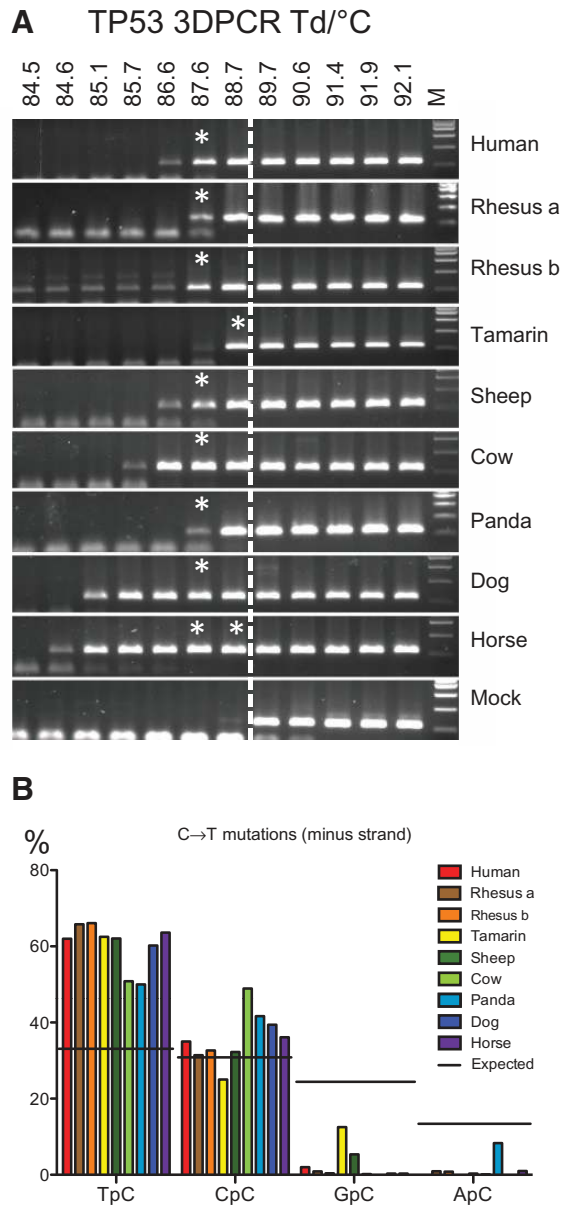 A TP53 3DPCR Td/°C
84.5 84.6 85.1 85.7 86.6 87.6 88.7 89.7 90.6 91.4 91.9 92.1 M
* Human
* Rhesus a
* Rhesus b
* Tamarin
* Sheep
* Cow
* Panda
* Dog
* * Horse
Mock
B
% C→T mutations (minus strand)
80
60
40
20
0
Human
Rhesus a
Rhesus b
Tamarin
Sheep
Cow
Panda
Dog
Horse
Expected
TpC CpC GpC ApC